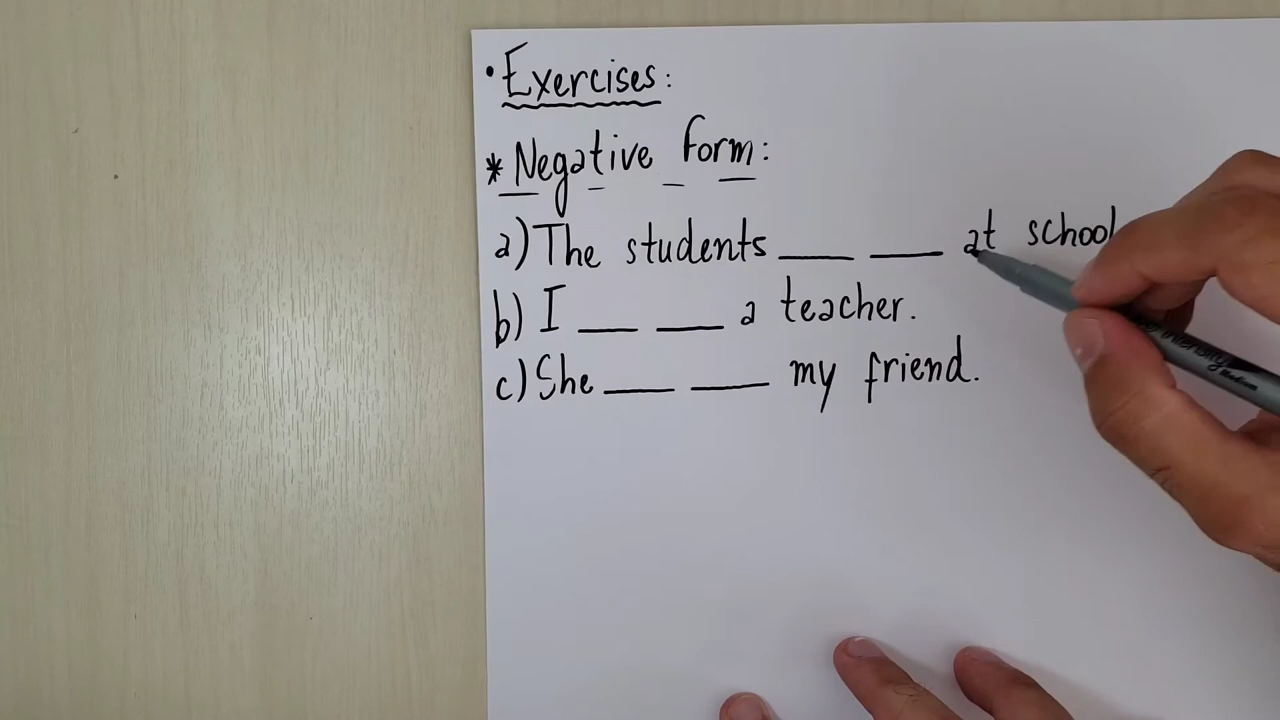 • Exercises:
* Negative form:
a) The students ___ ___ at school
b) I ___ ___ a teacher.
c) She ___ ___ my friend.